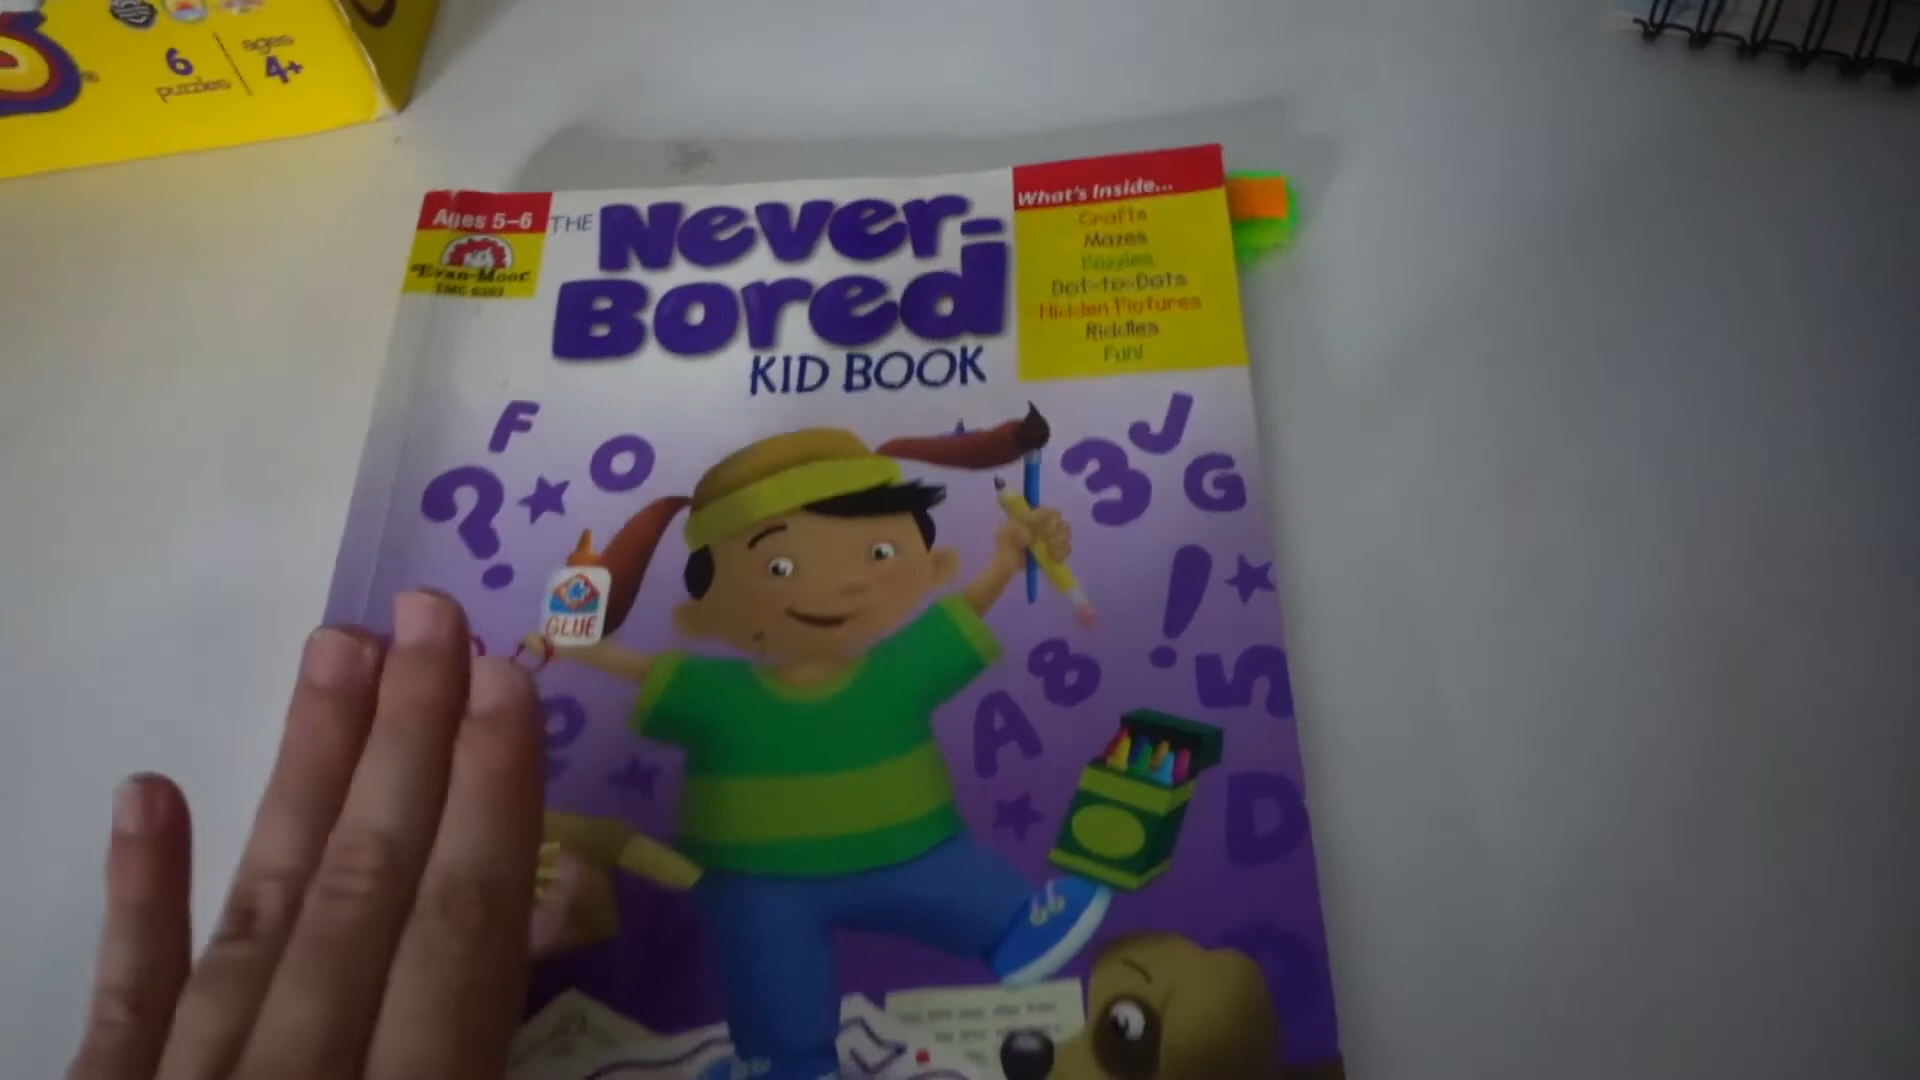 6
puzzles
ages
4+
Ages 5-6
Evan-Moor
THE Never-
Bored
KID BOOK
What's Inside...
Crafts
Mazes
Puzzles
Dot-to-Dots
Hidden Pictures
Riddles
Fun!
F
O
?
J
3
G
!
GLUE
8
S
A
D